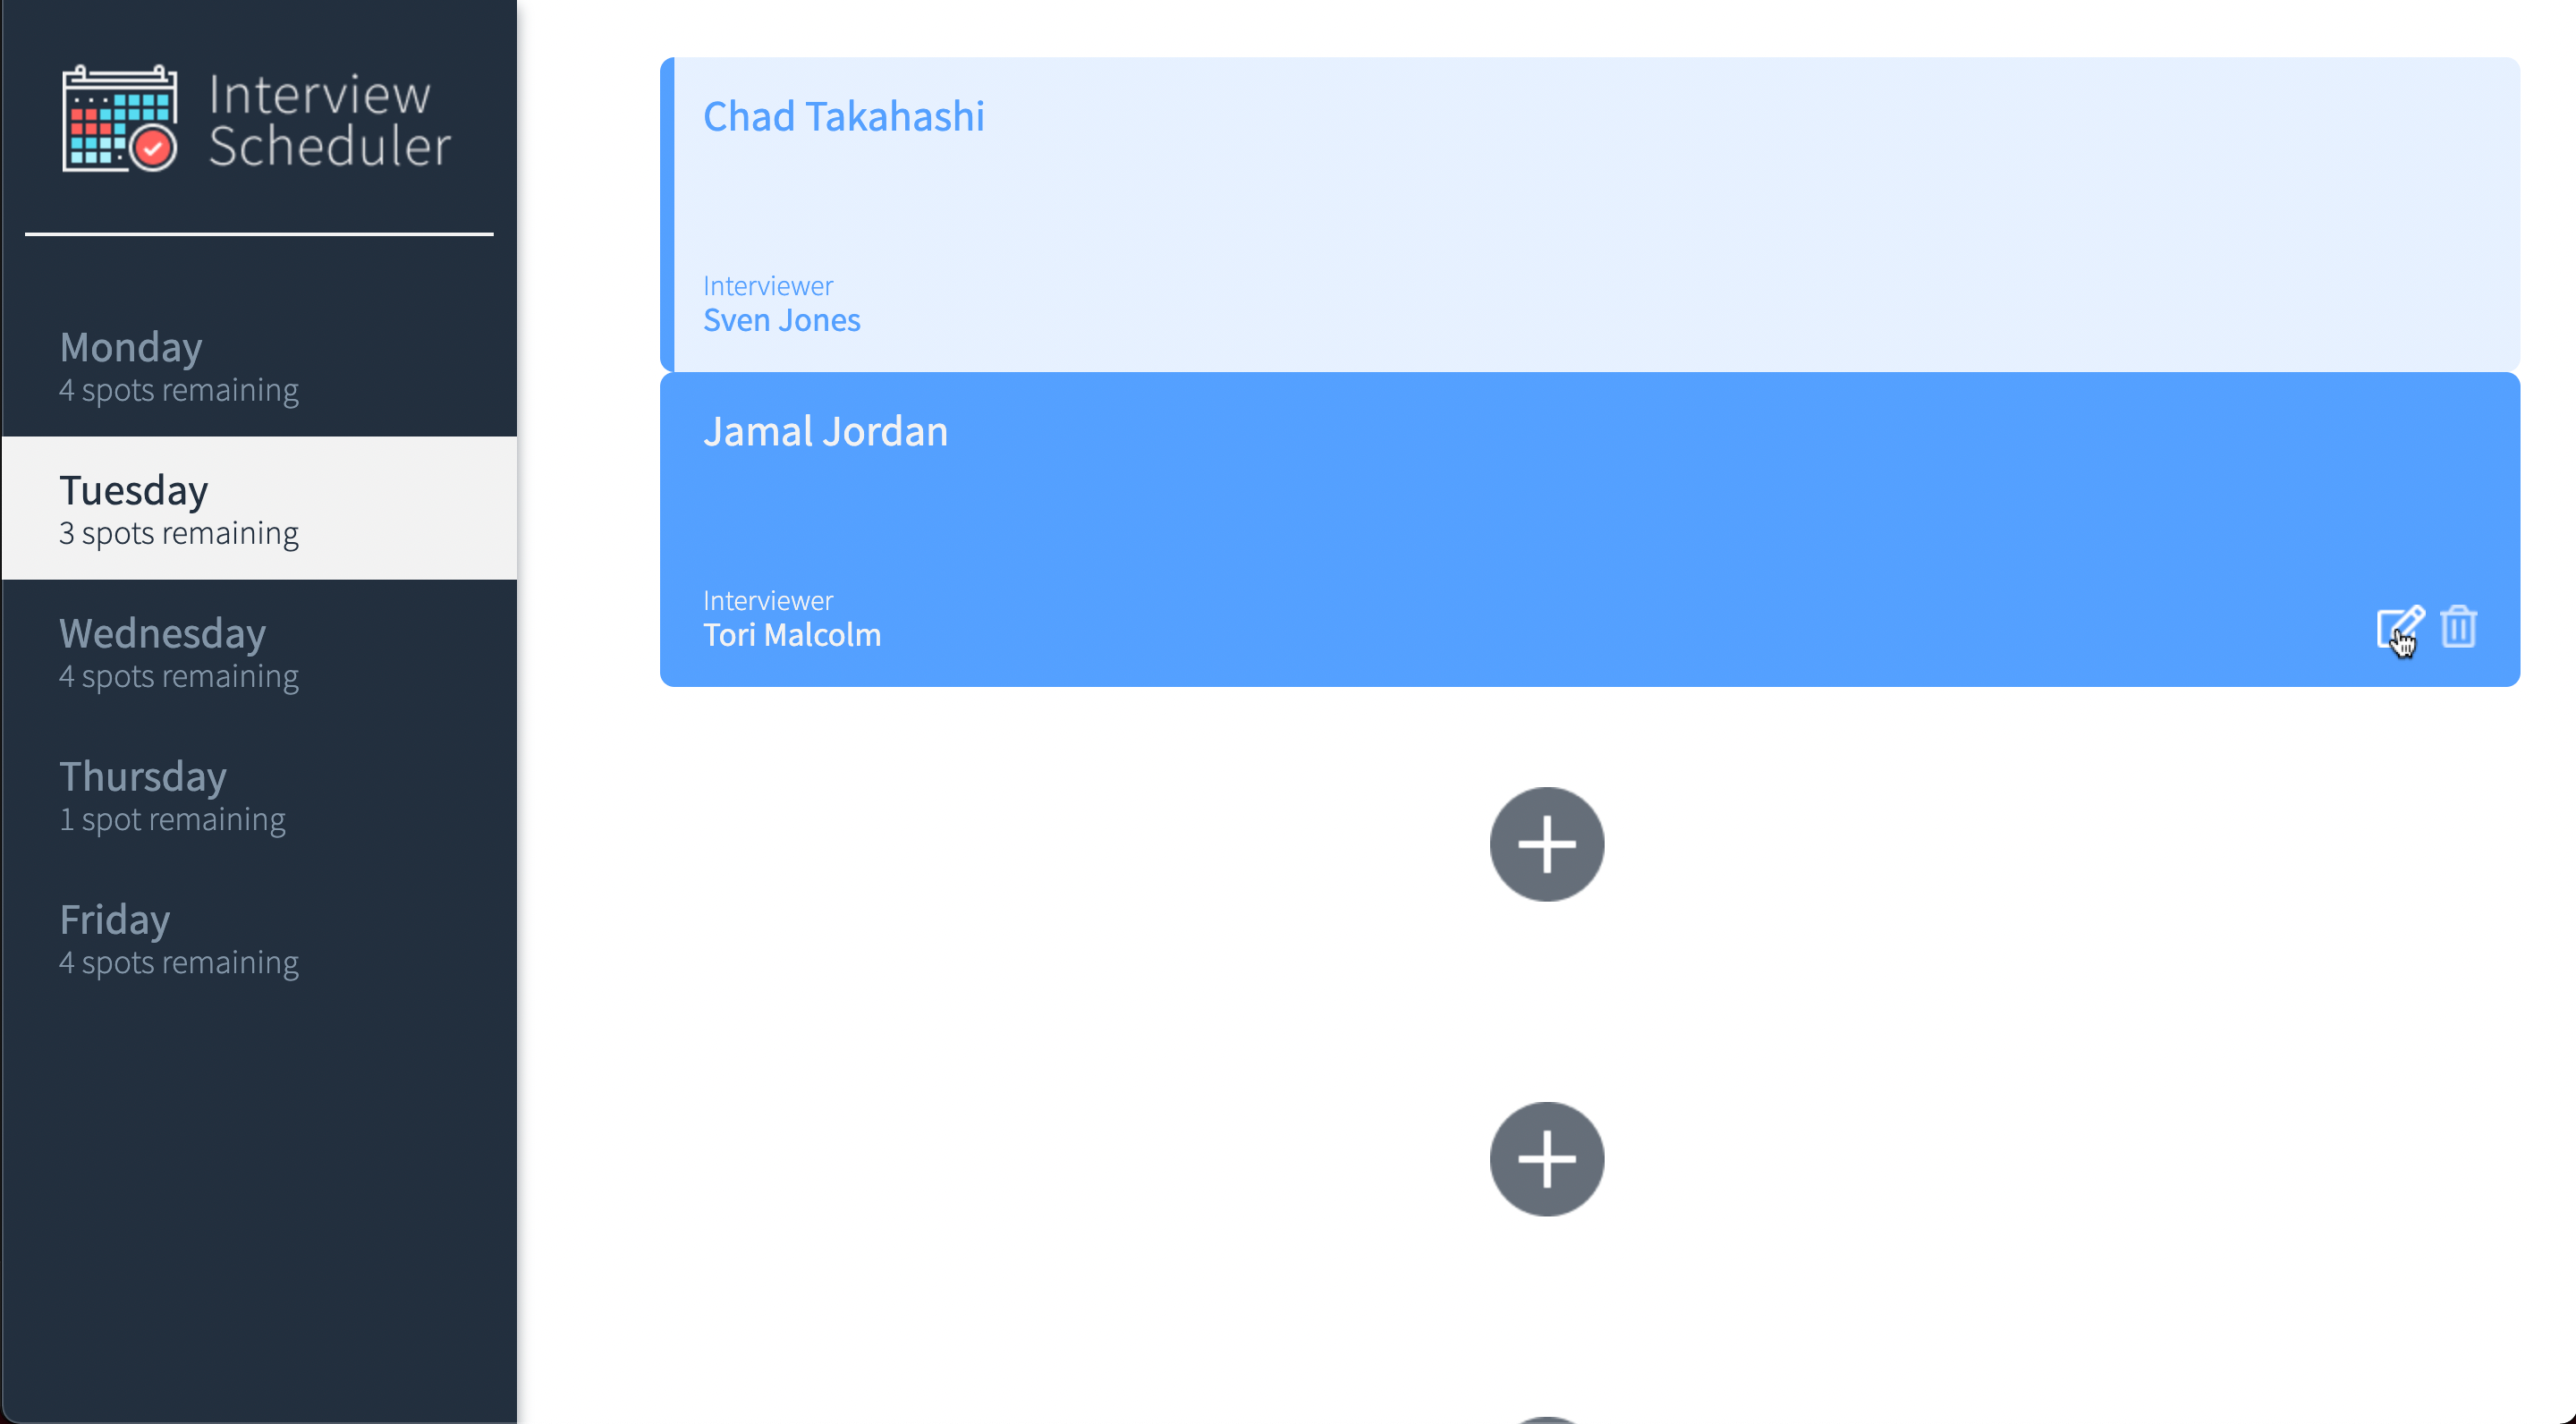 Interview
Scheduler
Monday
4 spots remaining
Tuesday
3 spots remaining
Wednesday
4 spots remaining
Thursday
1 spot remaining
Friday
4 spots remaining
Chad Takahashi
Interviewer
Sven Jones
Jamal Jordan
Interviewer
Tori Malcolm